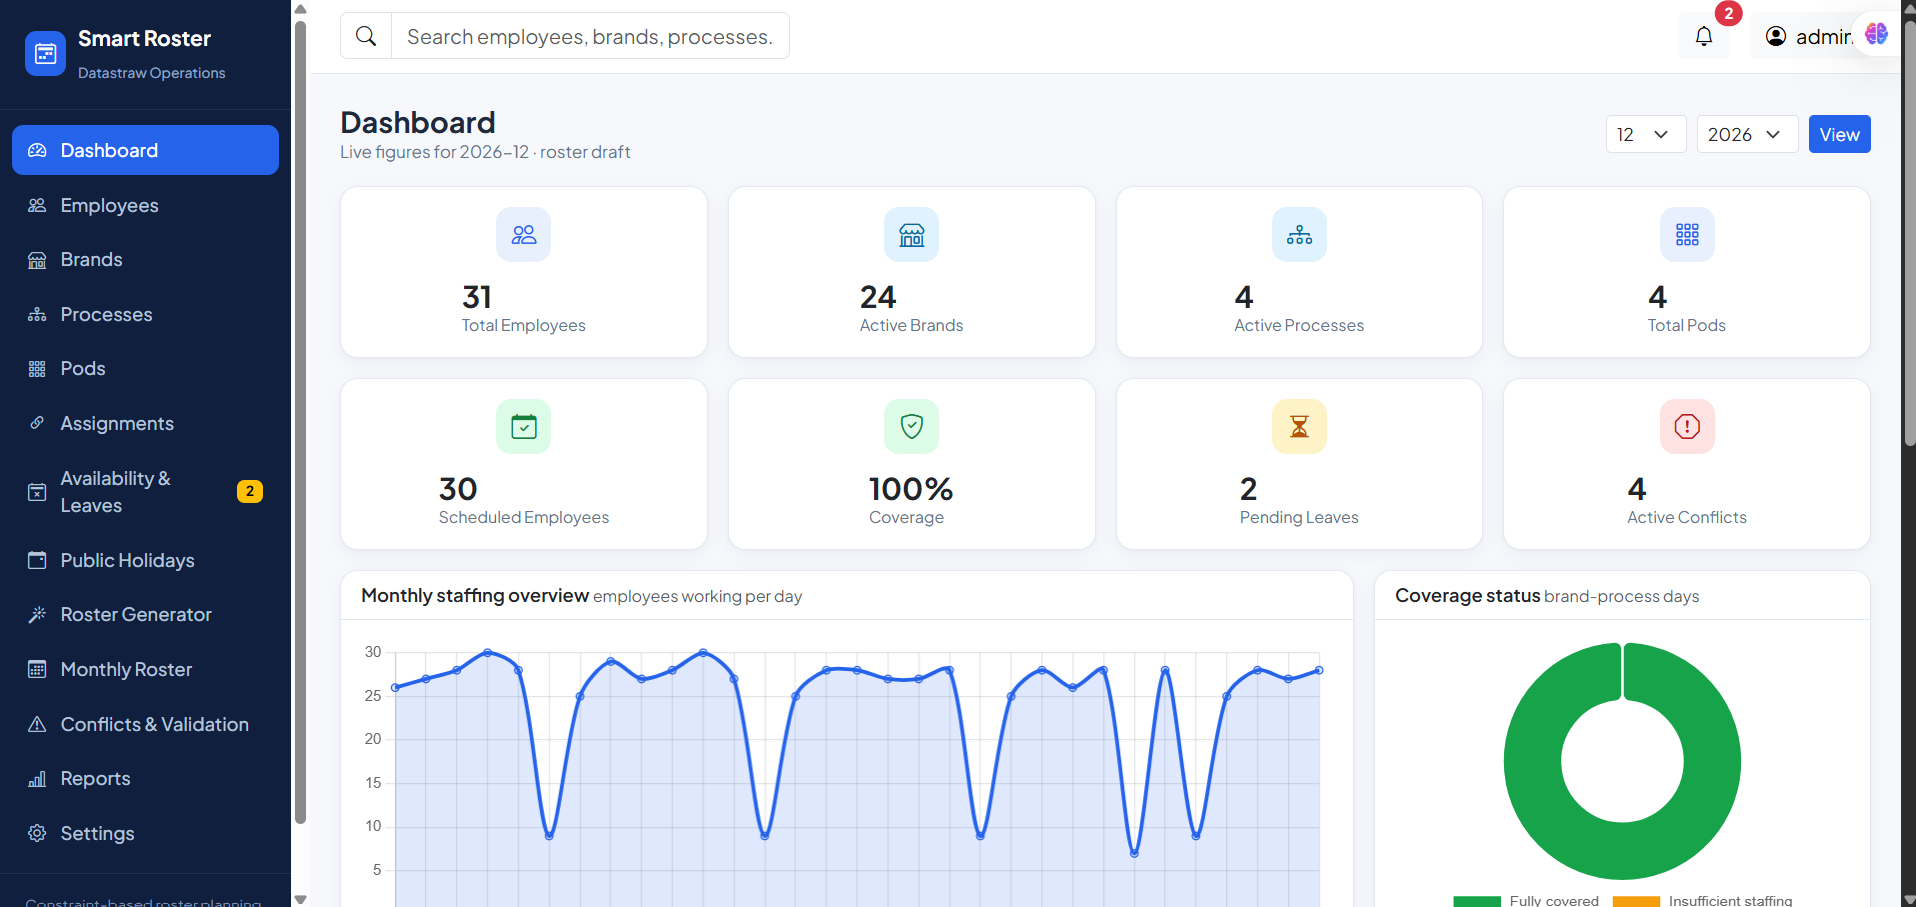 Smart Roster
Datastraw Operations
Dashboard
Employees
Brands
Processes
Pods
Assignments
Availability &
Leaves
2
Public Holidays
Roster Generator
Monthly Roster
Conflicts & Validation
Reports
Settings
Constraint-based roster planning
Search employees, brands, processes.
2
admin
Dashboard
Live figures for 2026-12 · roster draft
12
2026
View
31
Total Employees
24
Active Brands
4
Active Processes
4
Total Pods
30
Scheduled Employees
100%
Coverage
2
Pending Leaves
4
Active Conflicts
Monthly staffing overview employees working per day
30
25
20
15
10
5
Coverage status brand-process days
Fully covered
Insufficient staffing